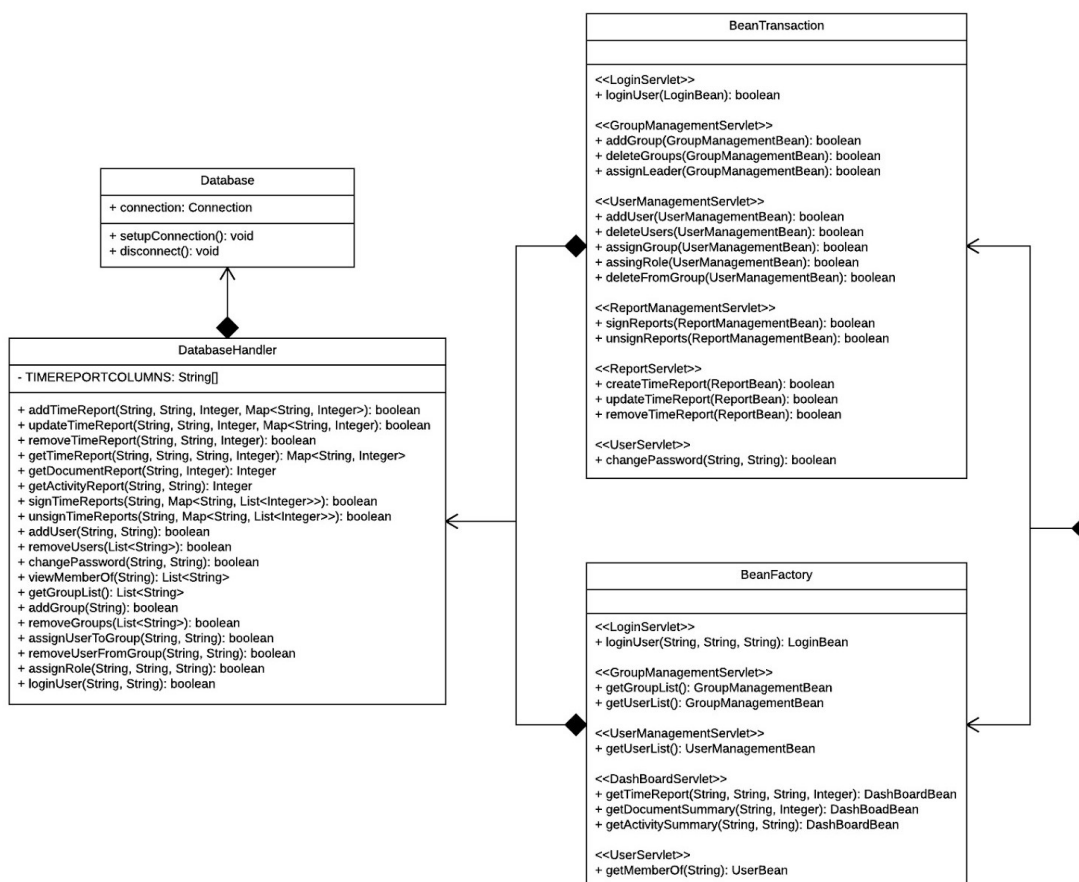 Database
+ connection: Connection
+ setupConnection(): void
+ disconnect(): void
DatabaseHandler
- TIMEREPORTCOLUMNS: String[]
+ addTimeReport(String, String, Integer, Map<String, Integer>): boolean
+ updateTimeReport(String, String, Integer, Map<String, Integer): boolean
+ removeTimeReport(String, String, Integer): boolean
+ getTimeReport(String, String, String, Integer): Map<String, Integer>
+ getDocumentReport(String, Integer): Integer
+ getActivityReport(String, String): Integer
+ signTimeReports(String, Map<String, List<Integer>>): boolean
+ unsignTimeReports(String, Map<String, List<Integer>>): boolean
+ addUser(String, String): boolean
+ removeUsers(List<String>): boolean
+ changePassword(String, String): boolean
+ viewMemberOf(String): List<String>
+ getGroupList(): List<String>
+ addGroup(String): boolean
+ removeGroups(List<String>): boolean
+ assignUserToGroup(String, String): boolean
+ removeUserFromGroup(String, String): boolean
+ assignRole(String, String, String): boolean
+ loginUser(String, String): boolean
BeanTransaction
<<LoginServlet>>
+ loginUser(LoginBean): boolean
<<GroupManagementServlet>>
+ addGroup(GroupManagementBean): boolean
+ deleteGroups(GroupManagementBean): boolean
+ assignLeader(GroupManagementBean): boolean
<<UserManagementServlet>>
+ addUser(UserManagementBean): boolean
+ deleteUsers(UserManagementBean): boolean
+ assignGroup(UserManagementBean): boolean
+ assingRole(UserManagementBean): boolean
+ deleteFromGroup(UserManagementBean): boolean
<<ReportManagementServlet>>
+ signReports(ReportManagementBean): boolean
+ unsignReports(ReportManagementBean): boolean
<<ReportServlet>>
+ createTimeReport(ReportBean): boolean
+ updateTimeReport(ReportBean): boolean
+ removeTimeReport(ReportBean): boolean
<<UserServlet>>
+ changePassword(String, String): boolean
BeanFactory
<<LoginServlet>>
+ loginUser(String, String, String): LoginBean
<<GroupManagementServlet>>
+ getGroupList(): GroupManagementBean
+ getUserList(): GroupManagementBean
<<UserManagementServlet>>
+ getUserList(): UserManagementBean
<<DashBoardServlet>>
+ getTimeReport(String, String, String, Integer): DashBoardBean
+ getDocumentSummary(String, Integer): DashBoadBean
+ getActivitySummary(String, String): DashBoardBean
<<UserServlet>>
+ getMemberOf(String): UserBean